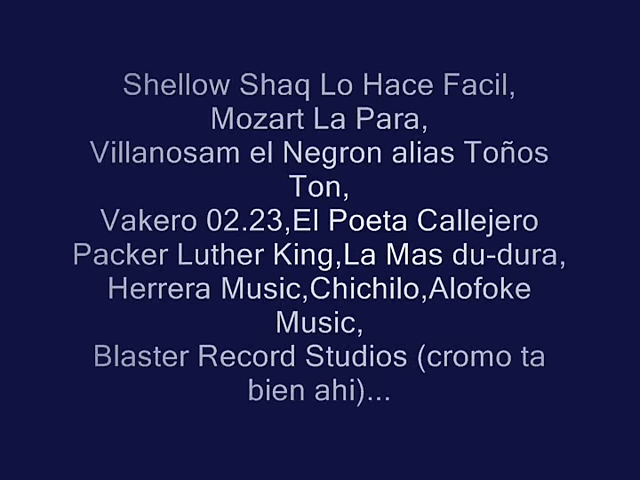 Shellow Shaq Lo Hace Facil,
Mozart La Para,
Villanosam el Negron alias Toños
Ton,
Vakero 02.23,El Poeta Callejero
Packer Luther King,La Mas du-dura,
Herrera Music,Chichilo,Alofoke
Music,
Blaster Record Studios (cromo ta
bien ahi)...